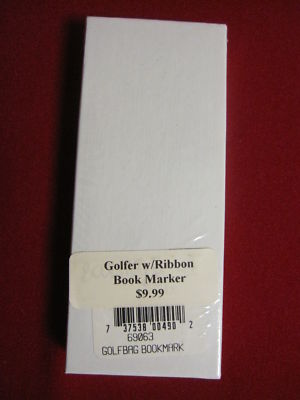 Golfer w/Ribbon
Book Marker
$9.99
7 37538 00490 2
69063
GOLFBAG BOOKMARK